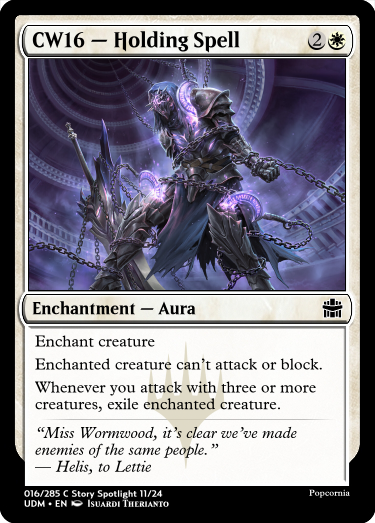 CW16 — Holding Spell
2
Enchantment — Aura
Enchant creature
Enchanted creature can't attack or block.
Whenever you attack with three or more
creatures, exile enchanted creature.
“Miss Wormwood, it's clear we've made
enemies of the same people.”
— Helis, to Lettie
016/285 C Story Spotlight 11/24
Popcornia
UDM • EN Isuardi Therianto